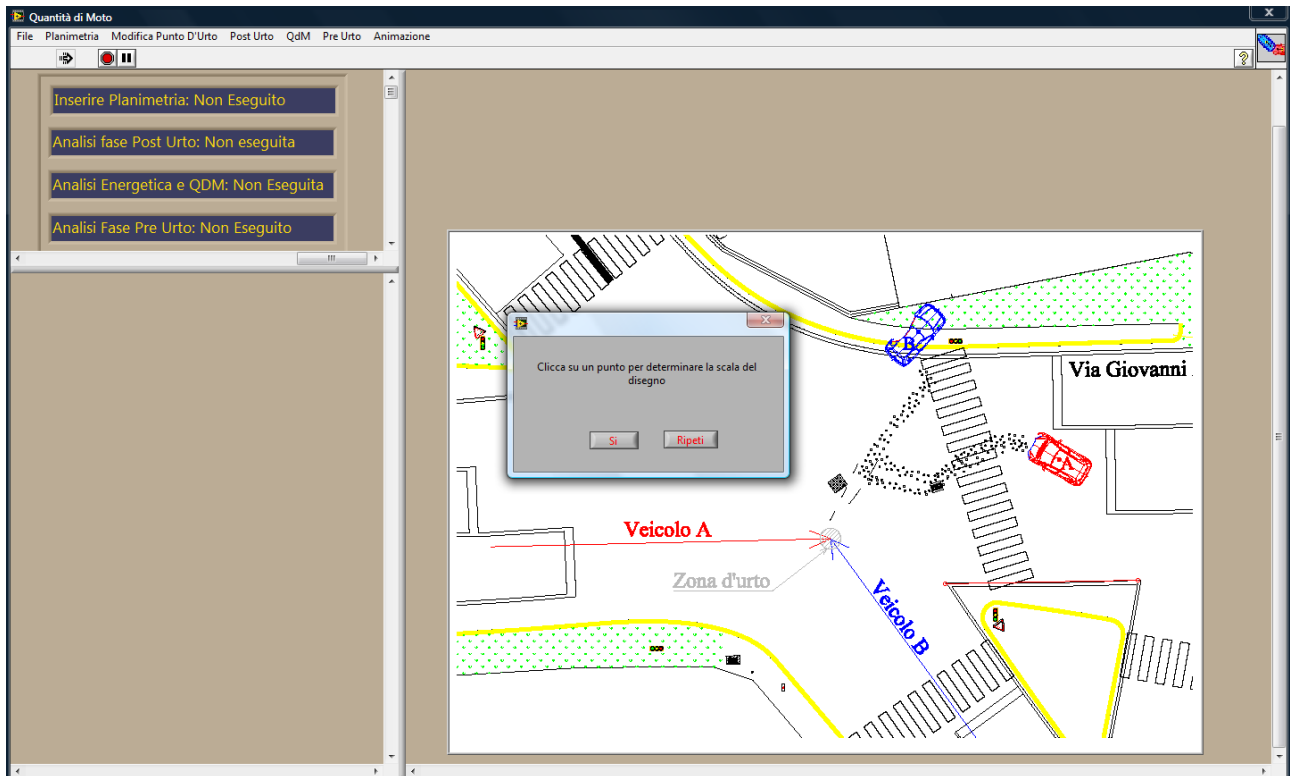 Quantità di Moto
File Planimetria Modifica Punto D'Urto Post Urto QdM Pre Urto Animazione
Inserire Planimetria: Non Eseguito
Analisi fase Post Urto: Non eseguita
Analisi Energetica e QDM: Non Eseguita
Analisi Fase Pre Urto: Non Eseguito
Clicca su un punto per determinare la scala del
disegno
Si Ripeti
B
Via Giovanni
A
Veicolo A
Zona d'urto
Veicolo B